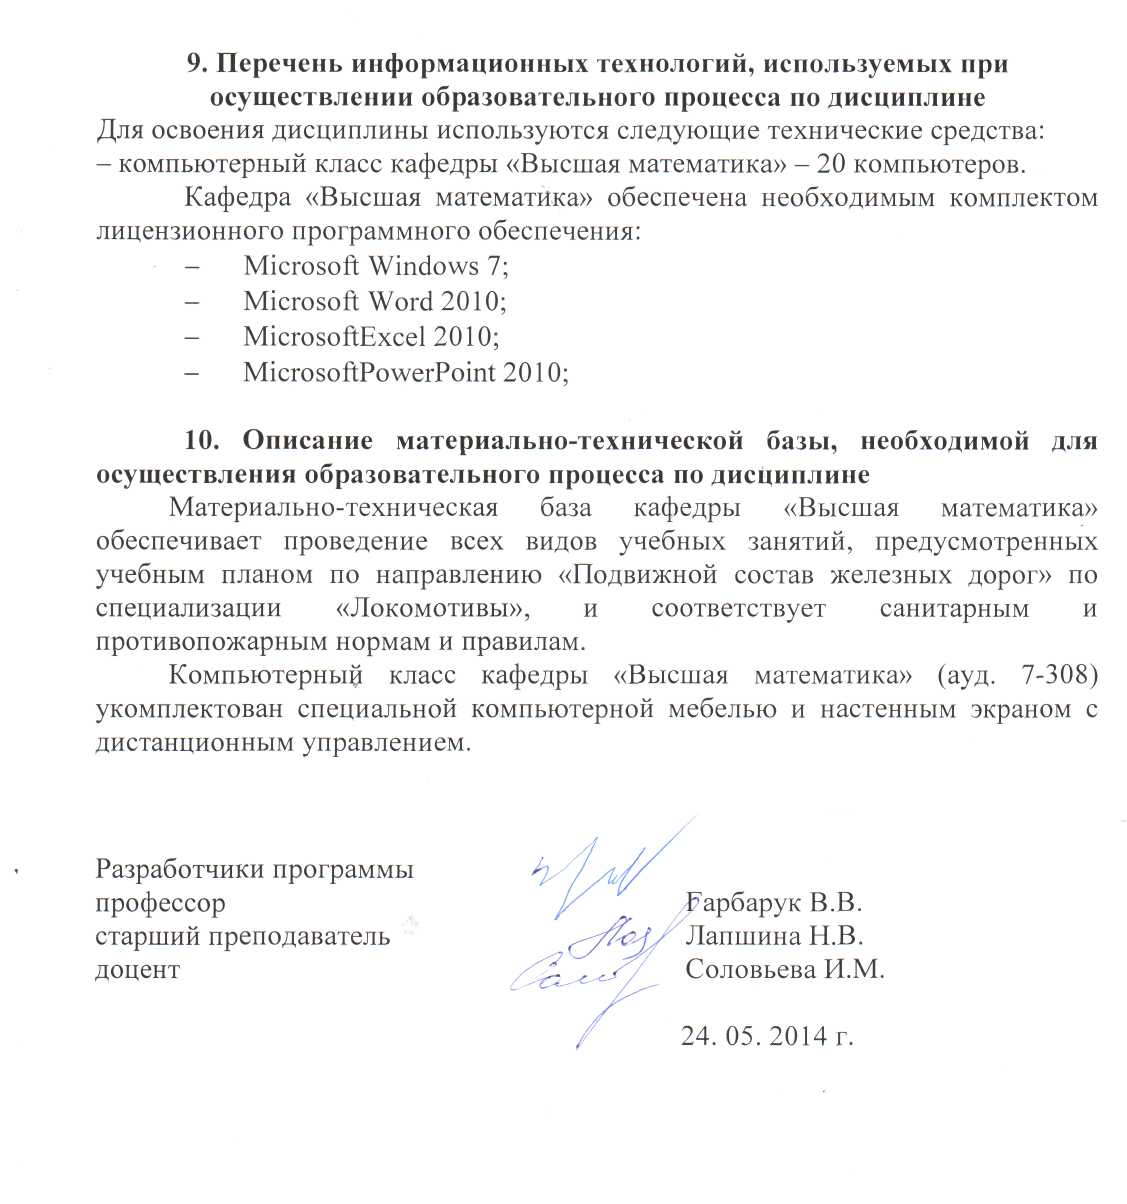 9. Перечень информационных технологий, используемых при
осуществлении образовательного процесса по дисциплине
Для освоения дисциплины используются следующие технические средства:
– компьютерный класс кафедры «Высшая математика» – 20 компьютеров.
Кафедра «Высшая математика» обеспечена необходимым комплектом
лицензионного программного обеспечения:
– Microsoft Windows 7;
– Microsoft Word 2010;
– MicrosoftExcel 2010;
– MicrosoftPowerPoint 2010;
10. Описание материально-технической базы, необходимой для
осуществления образовательного процесса по дисциплине
Материально-техническая база кафедры «Высшая математика»
обеспечивает проведение всех видов учебных занятий, предусмотренных
учебным планом по направлению «Подвижной состав железных дорог» по
специализации «Локомотивы», и соответствует санитарным и
противопожарным нормам и правилам.
Компьютерный класс кафедры «Высшая математика» (ауд. 7-308)
укомплектован специальной компьютерной мебелью и настенным экраном с
дистанционным управлением.
Разработчики программы
профессор Гарбарук В.В.
старший преподаватель Лапшина Н.В.
доцент Соловьева И.М.
24. 05. 2014 г.